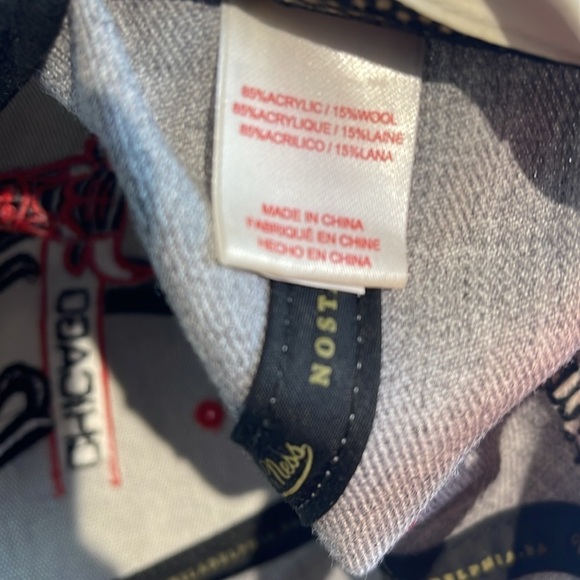 85%ACRYLIC / 15%WOOL
85%ACRYLIQUE / 15%LAINE
85%ACRILICO / 15%LANA
MADE IN CHINA
FABRIQUÉ EN CHINE
HECHO EN CHINA
NOST
Ness
CHICAGO